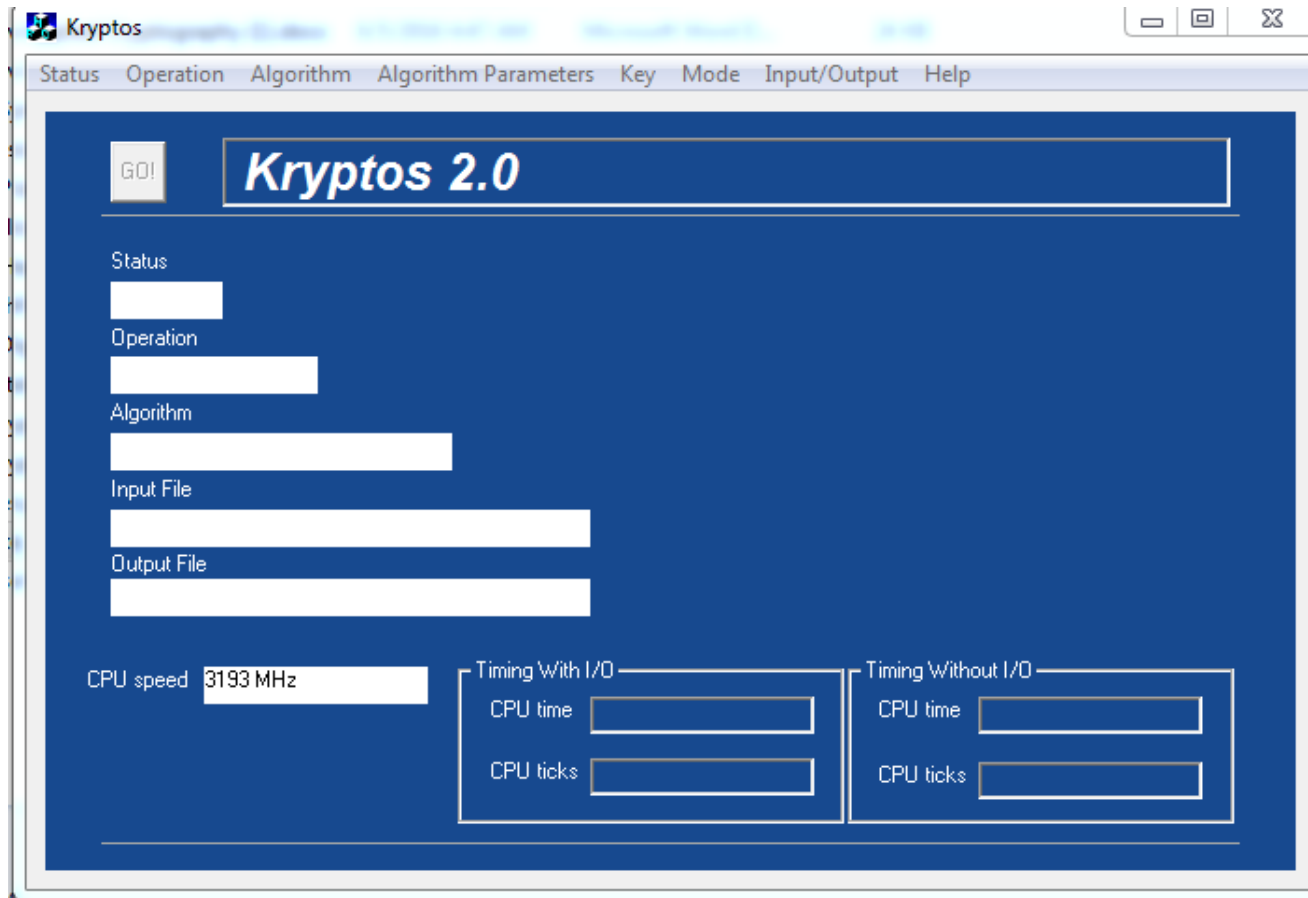 Kryptos
Status Operation Algorithm Algorithm Parameters Key Mode Input/Output Help
GO! Kryptos 2.0
Status
Operation
Algorithm
Input File
Output File
CPU speed 3193 MHz
Timing With I/O Timing Without I/O
CPU time CPU time
CPU ticks CPU ticks